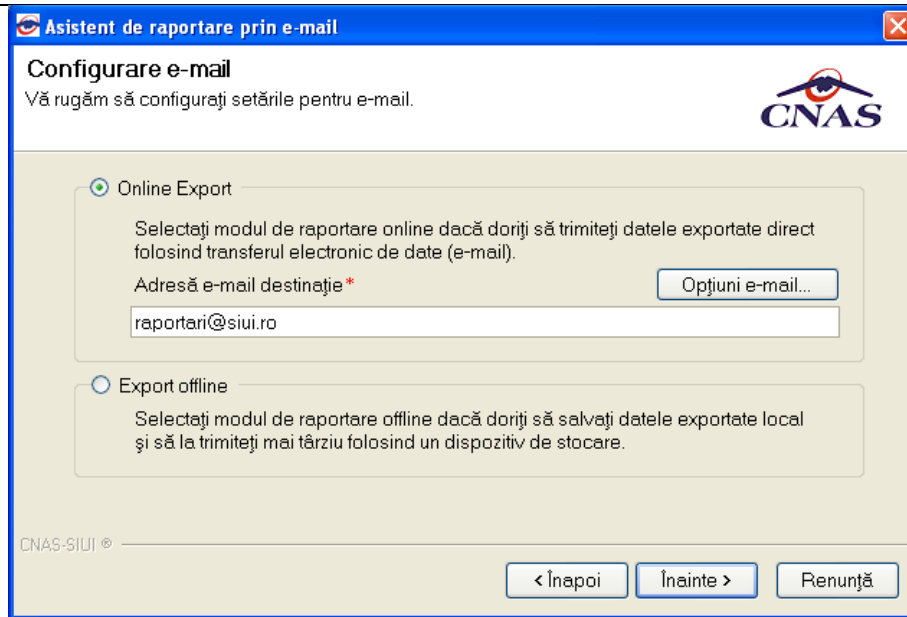 Asistent de raportare prin e-mail
Configurare e-mail
Vă rugăm să configuraţi setările pentru e-mail.
CNAS
Online Export
Selectaţi modul de raportare online dacă doriţi să trimiteţi datele exportate direct
folosind transferul electronic de date (e-mail).
Adresă e-mail destinaţie*
Opţiuni e-mail...
raportari@siui.ro
Export offline
Selectaţi modul de raportare offline dacă doriţi să salvaţi datele exportate local
şi să la trimiteţi mai târziu folosind un dispozitiv de stocare.
CNAS-SIUI ®
< Înapoi
Înainte >
Renunţă